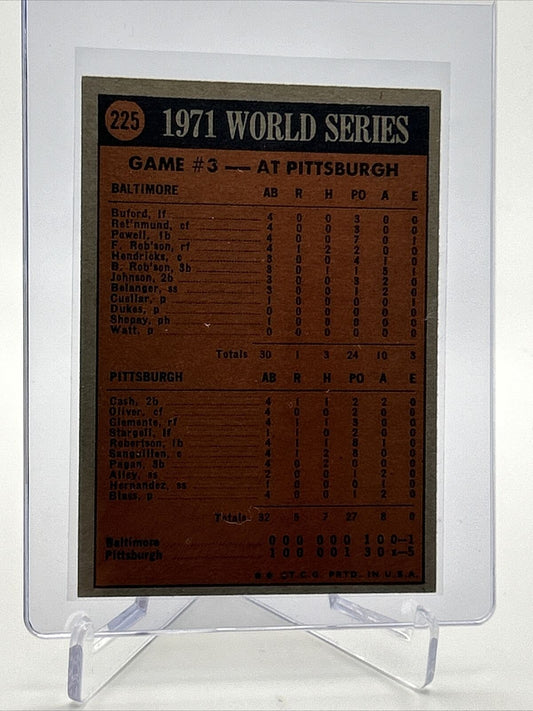 225 1971 WORLD SERIES
GAME #3 — AT PITTSBURGH
BALTIMORE AB R H PO A E
Buford, lf 4 0 0 3 0 0
Ret'nmund, cf 4 0 0 3 0 0
Powell, 1b 4 0 0 7 0 1
F. Rob'son, rf 4 1 2 2 0 0
Hendricks, c 3 0 0 4 1 0
B. Rob'son, 3b 3 0 1 1 5 1
Johnson, 2b 3 0 0 3 2 0
Belanger, ss 3 0 0 1 2 0
Cuellar, p 1 0 0 0 0 1
Dukes, p 0 0 0 0 0 0
Shopay, ph 1 0 0 0 0 0
Watt, p 0 0 0 0 0 0
Totals 30 1 3 24 10 3
PITTSBURGH AB R H PO A E
Cash, 2b 4 1 1 2 2 0
Oliver, cf 4 0 0 2 0 0
Clemente, rf 4 1 1 3 0 0
Stargell, lf 1 1 0 2 0 0
Robertson, 1b 4 1 1 8 1 0
Sanguillen, c 4 1 2 8 0 0
Pagan, 3b 4 0 2 0 0 0
Alley, ss 2 0 0 1 2 0
Hernandez, ss 1 0 0 0 1 0
Blass, p 4 0 0 1 2 0
Totals 32 5 7 27 8 0
Baltimore 0 0 0 0 0 0 1 0 0—1
Pittsburgh 1 0 0 0 0 1 3 0 x—5
T.C.G. PRTD. IN U.S.A.